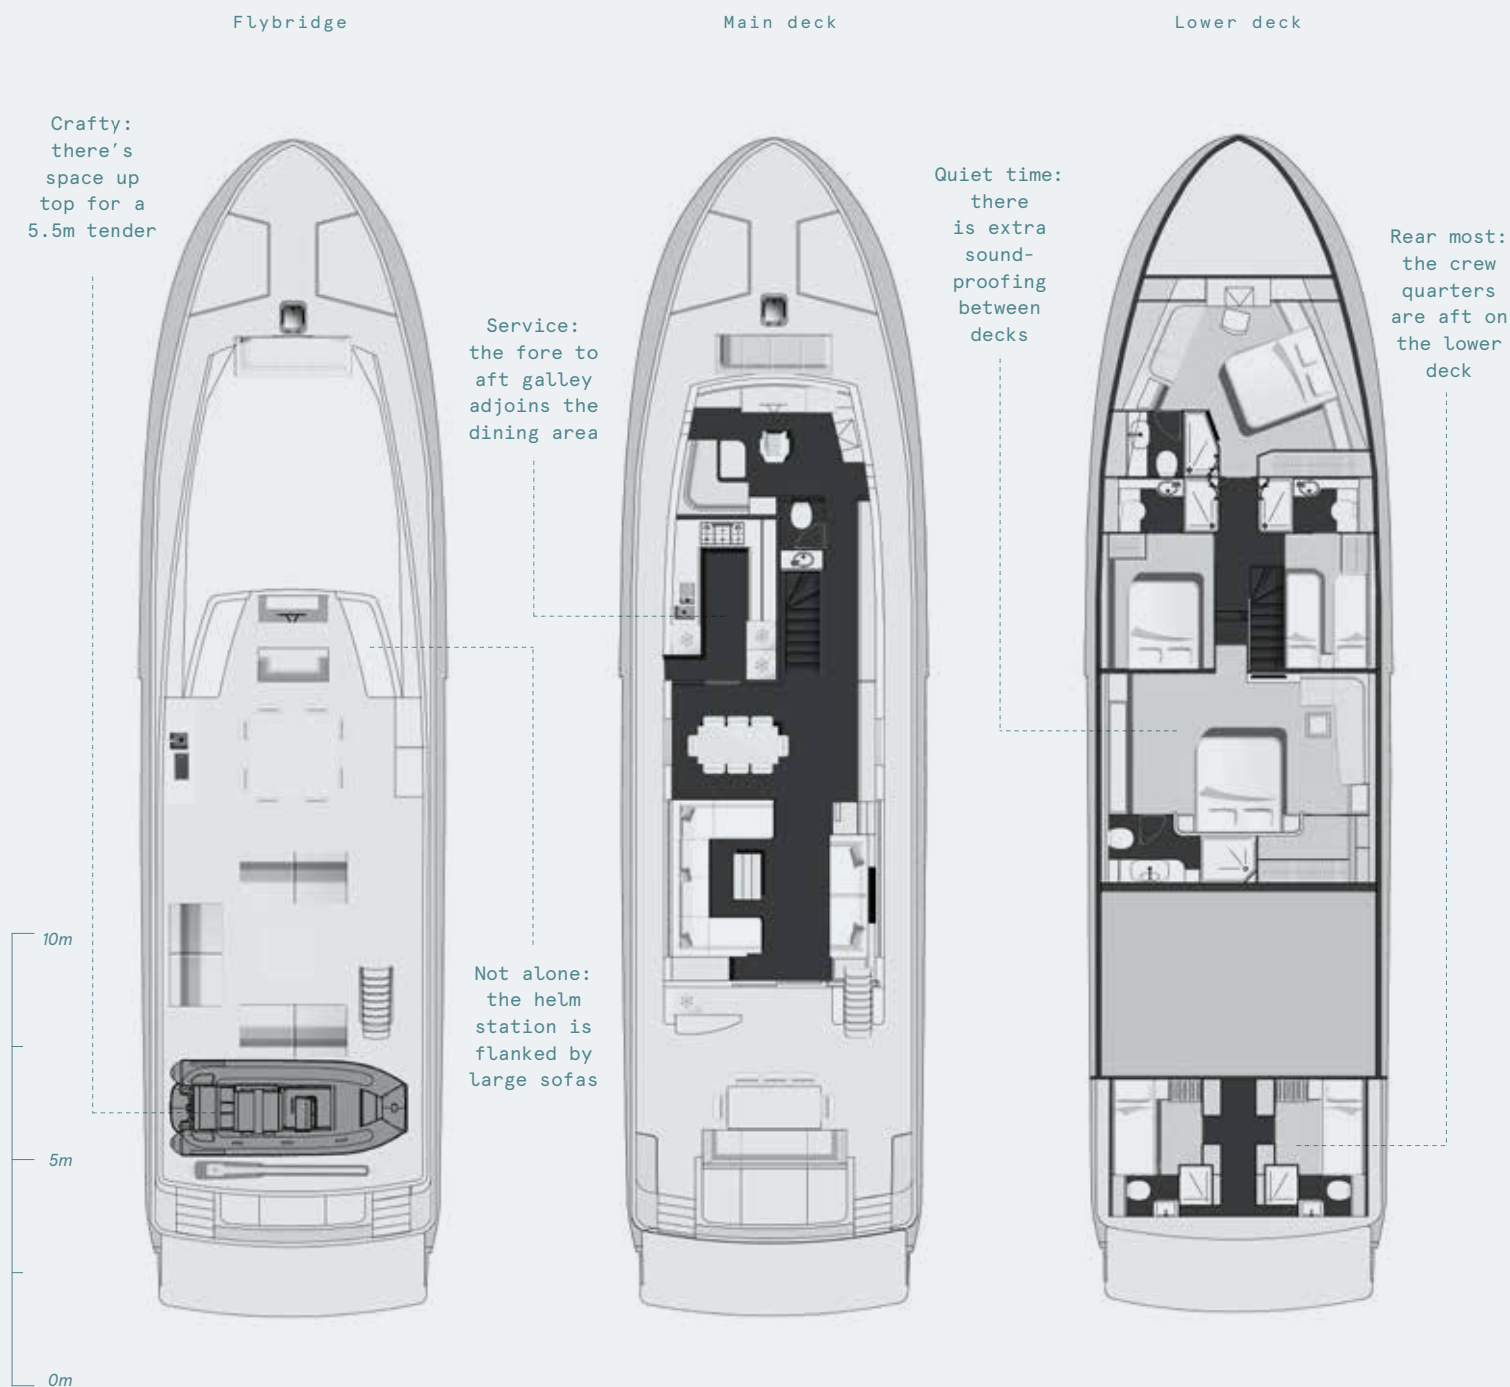 Flybridge
Main deck
Lower deck
Crafty:
there's
space up
top for a
5.5m tender
Service:
the fore to
aft galley
adjoins the
dining area
Quiet time:
there
is extra
sound-
proofing
between
decks
Rear most:
the crew
quarters
are aft on
the lower
deck
Not alone:
the helm
station is
flanked by
large sofas
10m
5m
0m